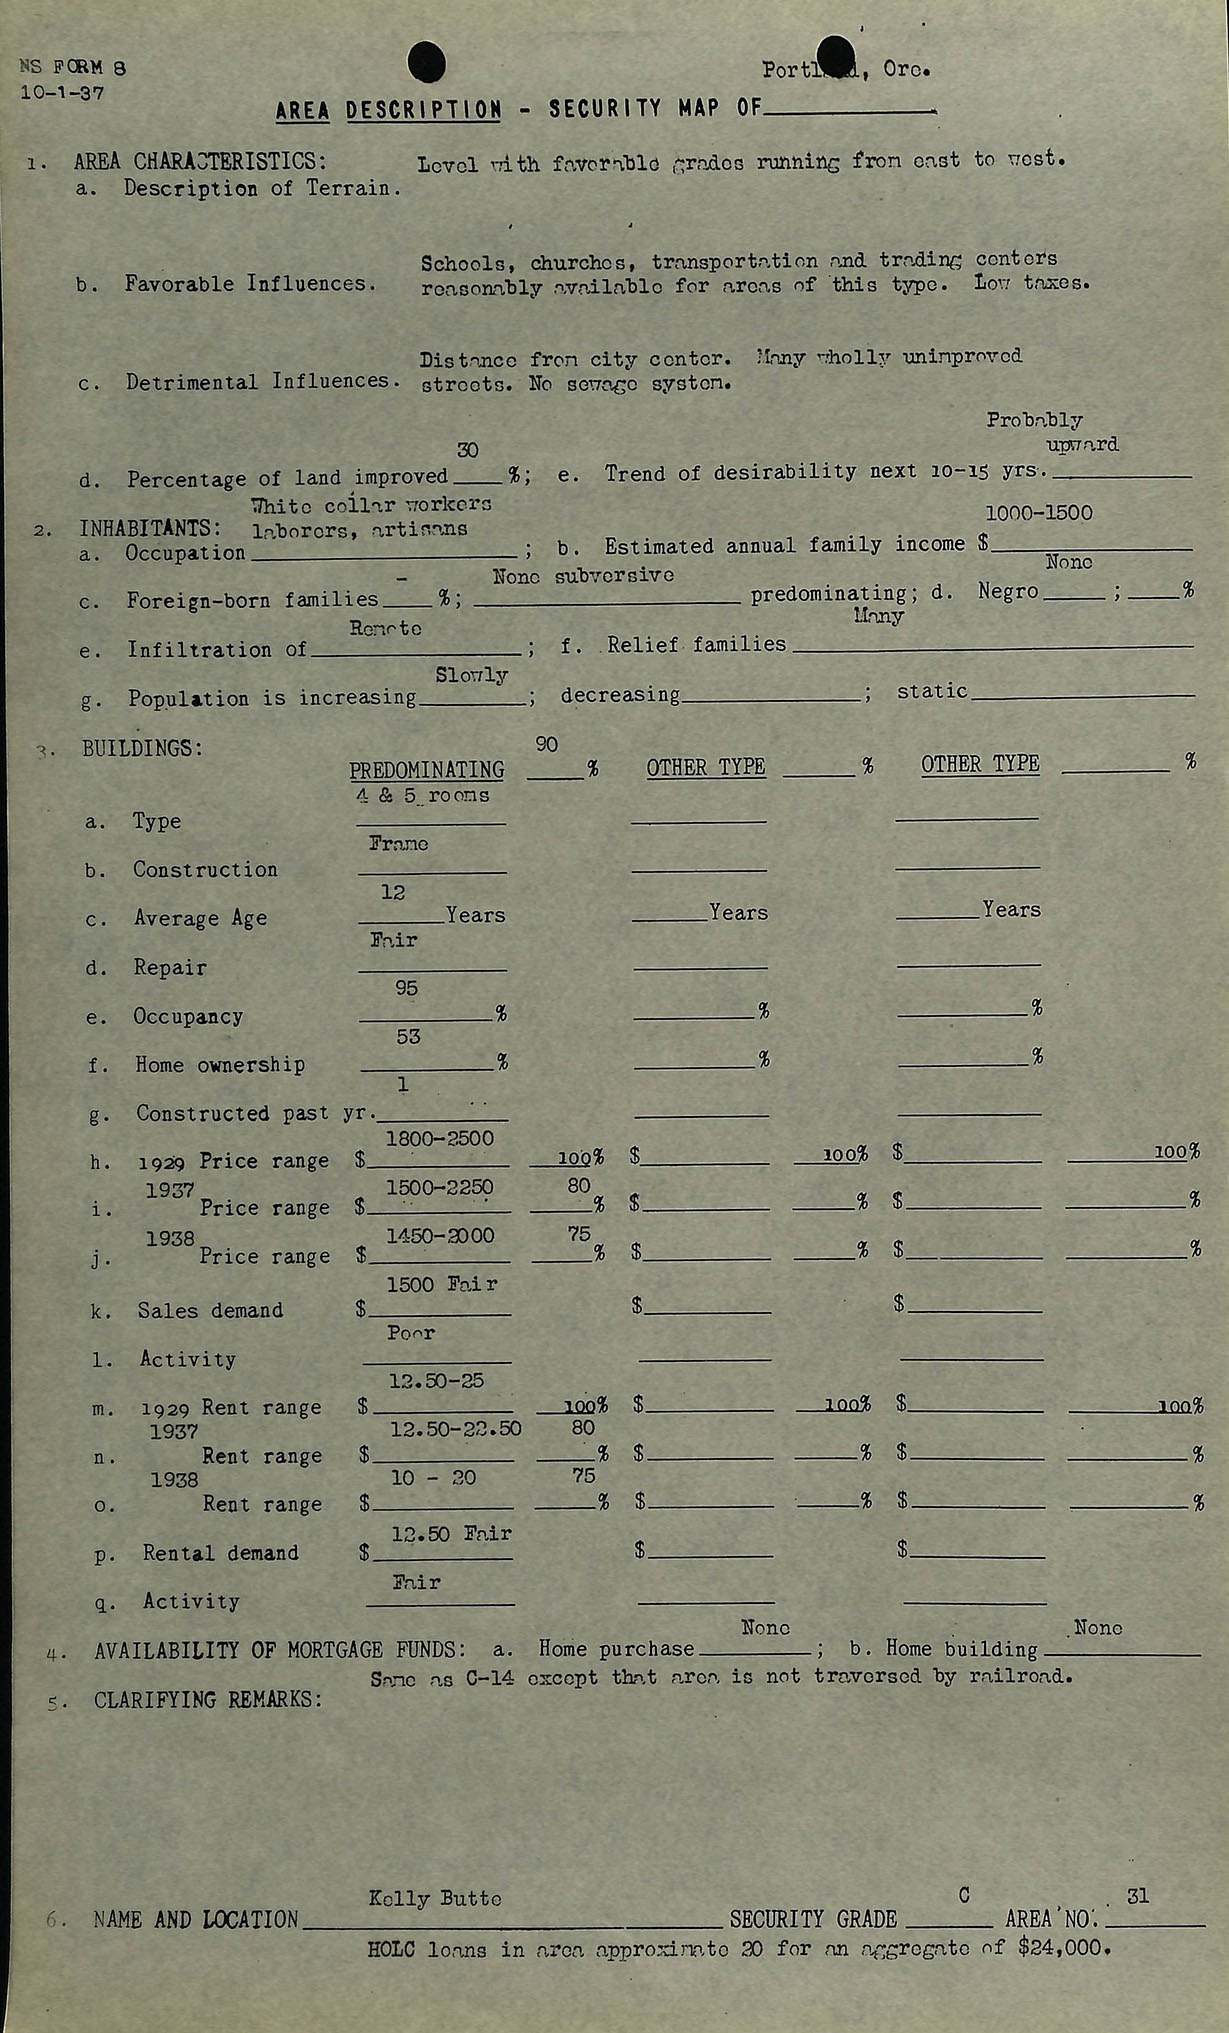 NS FORM 8
10-1-37
Portland, Ore.
AREA DESCRIPTION - SECURITY MAP OF
1. AREA CHARACTERISTICS: Level with favorable grades running from east to west.
a. Description of Terrain.
Schools, churches, transportation and trading centers
b. Favorable Influences. reasonably available for areas of this type. Low taxes.
Distance from city center. Many wholly unimproved
c. Detrimental Influences. streets. No sewage system.
Probably
30 upward
d. Percentage of land improved %; e. Trend of desirability next 10-15 yrs.
White collar workers
2. INHABITANTS: laborers, artisans 1000-1500
a. Occupation ; b. Estimated annual family income $
- None subversive None
c. Foreign-born families %; predominating; d. Negro ; %
Remote Many
e. Infiltration of ; f. Relief families
Slowly
g. Population is increasing ; decreasing ; static
3. BUILDINGS: 90
PREDOMINATING % OTHER TYPE % OTHER TYPE %
4 & 5 rooms
a. Type
Frame
b. Construction
12
c. Average Age Years Years Years
Fair
d. Repair
95
e. Occupancy % % %
53
f. Home ownership % % %
1
g. Constructed past yr.
1800-2500
h. 1929 Price range $ 100% $ 100% $ 100%
1937 1500-2250 80
i. Price range $ % $ % $ %
1938 1450-2000 75
j. Price range $ % $ % $ %
1500 Fair
k. Sales demand $ $ $
Poor
l. Activity
12.50-25
m. 1929 Rent range $ 100% $ 100% $ 100%
1937 12.50-22.50 80
n. Rent range $ % $ % $ %
1938 10 - 20 75
o. Rent range $ % $ % $ %
12.50 Fair
p. Rental demand $ $ $
Fair
q. Activity
None None
4. AVAILABILITY OF MORTGAGE FUNDS: a. Home purchase ; b. Home building
Same as C-14 except that area is not traversed by railroad.
5. CLARIFYING REMARKS:
Kelly Butte C 31
6. NAME AND LOCATION SECURITY GRADE AREA NO.
HOLC loans in area approximate 20 for an aggregate of $24,000.